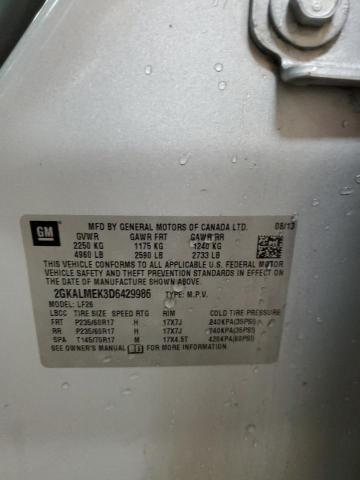 GM
MFD BY GENERAL MOTORS OF CANADA LTD. 08/13
GVWR GAWR FRT GAWR RR
2250 KG 1175 KG 1240 KG
4960 LB 2590 LB 2733 LB
THIS VEHICLE CONFORMS TO ALL APPLICABLE U.S. FEDERAL MOTOR
VEHICLE SAFETY, BUMPER, AND THEFT PREVENTION STANDARDS IN EFFECT ON THE
DATE OF MANUFACTURE SHOWN ABOVE.
2GKALMEK3D6429986 TYPE: M.P.V.
MODEL: LF26
LBCC TIRE SIZE SPEED RTG RIM COLD TIRE PRESSURE
FRT P235/65R17 H 17X7J 240KPA(35PSI)
RR P235/65R17 H 17X7J 240KPA(35PSI)
SPA T145/70R17 M 17X4.5T 420KPA(60PSI)
SEE OWNER'S MANUAL FOR ADDITIONAL INFORMATION.